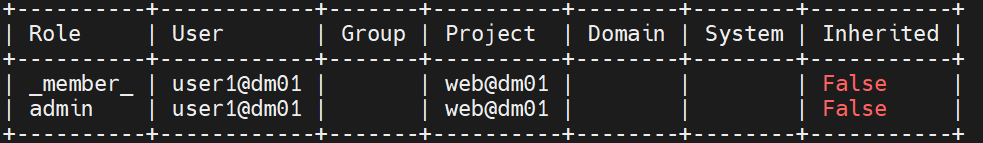 +----------+------------+-------+----------+--------+--------+-----------+
| Role     | User       | Group | Project  | Domain | System | Inherited |
+----------+------------+-------+----------+--------+--------+-----------+
| _member_ | user1@dm01 |       | web@dm01 |        |        | False     |
| admin    | user1@dm01 |       | web@dm01 |        |        | False     |
+----------+------------+-------+----------+--------+--------+-----------+